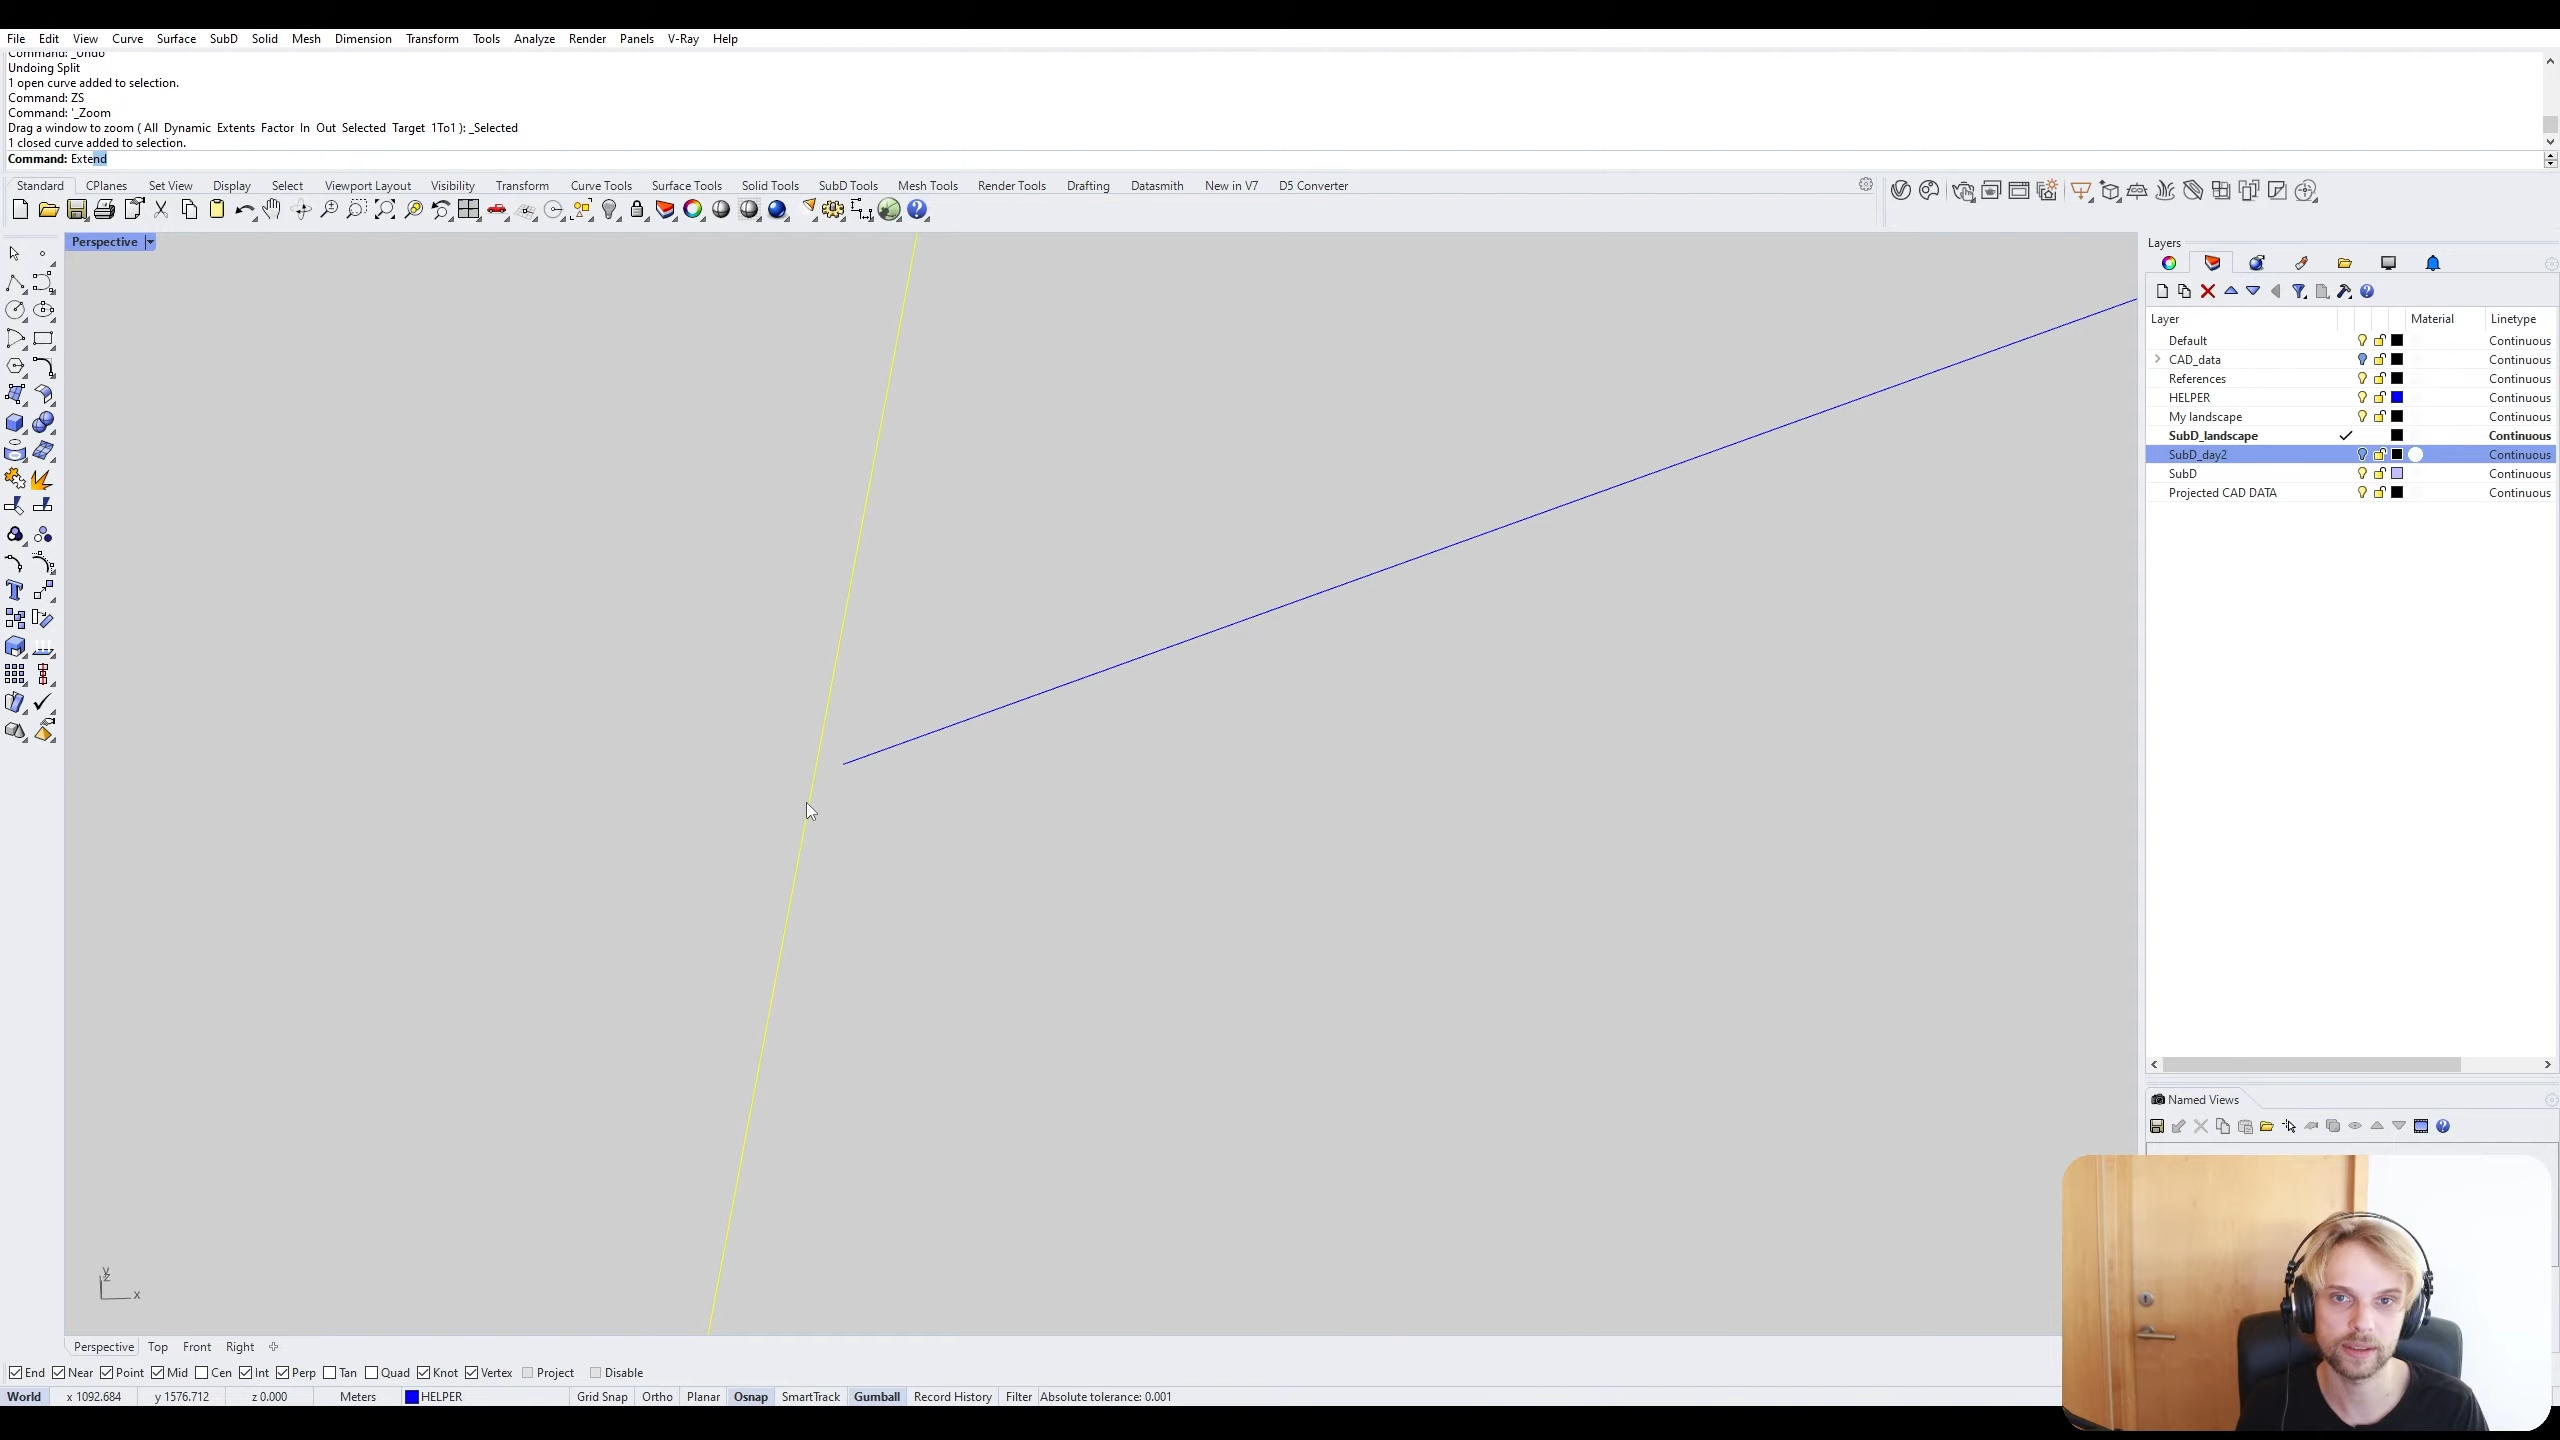 File Edit View Curve Surface SubD Solid Mesh Dimension Transform Tools Analyze Render Panels V-Ray Help
Command: _Undo
Undoing Split
1 open curve added to selection.
Command: ZS
Command: '_Zoom
Drag a window to zoom ( All Dynamic Extents Factor In Out Selected Target 1To1 ): _Selected
1 closed curve added to selection.
Command: Extend
Standard CPlanes Set View Display Select Viewport Layout Visibility Transform Curve Tools Surface Tools Solid Tools SubD Tools Mesh Tools Render Tools Drafting Datasmith New in V7 D5 Converter
Perspective
Layers
Layer Material Linetype
Default Continuous
CAD_data Continuous
References Continuous
HELPER Continuous
My landscape Continuous
SubD_landscape Continuous
SubD_day2 Continuous
SubD Continuous
Projected CAD DATA Continuous
Named Views
y
z
x
Perspective Top Front Right
End Near Point Mid Cen Int Perp Tan Quad Knot Vertex Project Disable
World x 1092.684 y 1576.712 z 0.000 Meters HELPER Grid Snap Ortho Planar Osnap SmartTrack Gumball Record History Filter Absolute tolerance: 0.001